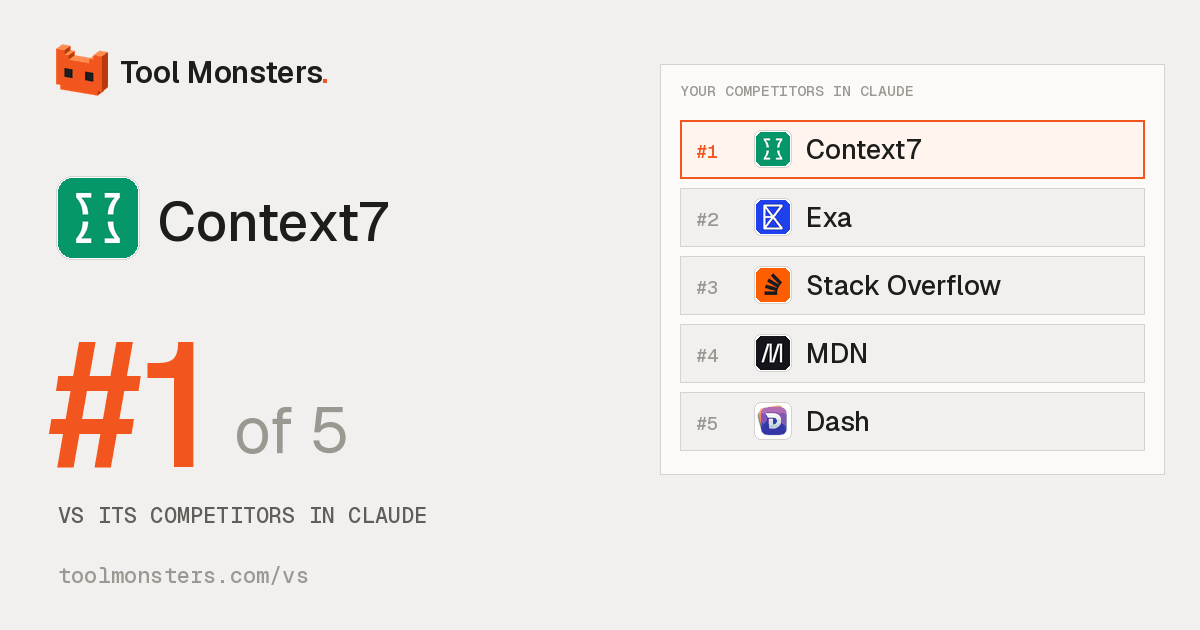 Tool Monsters.
Context7
#1 of 5
VS ITS COMPETITORS IN CLAUDE
toolmonsters.com/vs
YOUR COMPETITORS IN CLAUDE
#1 Context7
#2 Exa
#3 Stack Overflow
#4 MDN
#5 Dash